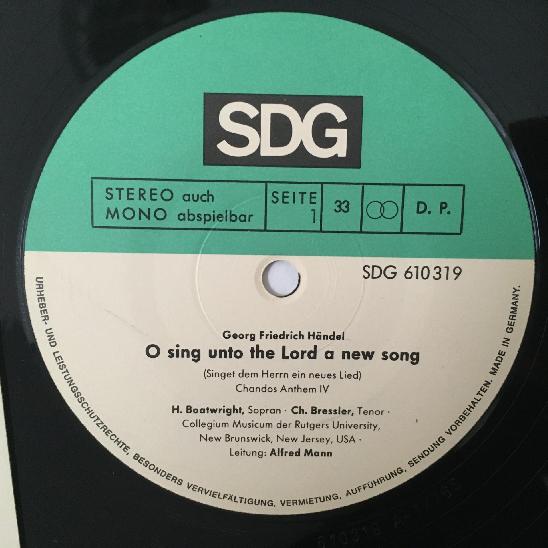 SDG
STEREO auch
MONO abspielbar
SEITE
1
33
D. P.
SDG 610319
Georg Friedrich Händel
O sing unto the Lord a new song
(Singet dem Herrn ein neues Lied)
Chandos Anthem IV
H. Boatwright, Sopran · Ch. Bressler, Tenor ·
Collegium Musicum der Rutgers University,
New Brunswick, New Jersey, USA ·
Leitung: Alfred Mann
URHEBER- UND LEISTUNGSSCHUTZRECHTE, BESONDERS VERVIELFÄLTIGUNG, VERMIETUNG, AUFFÜHRUNG, SENDUNG VORBEHALTEN. MADE IN GERMANY.